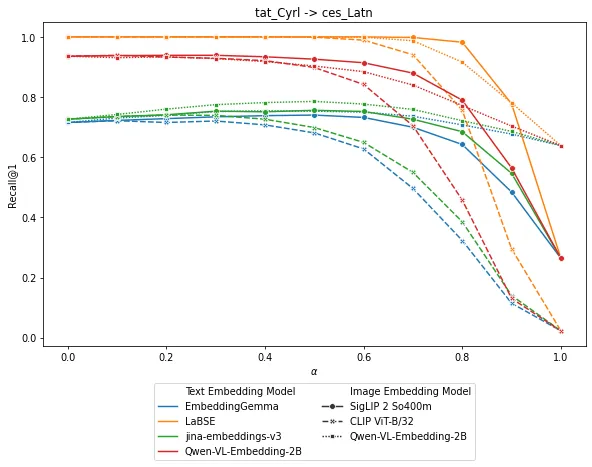 tat_Cyrl -> ces_Latn
1.0
0.8
0.6
0.4
0.2
0.0
Recall@1
0.0 0.2 0.4 0.6 0.8 1.0
α
Text Embedding Model
EmbeddingGemma
LaBSE
jina-embeddings-v3
Qwen-VL-Embedding-2B
Image Embedding Model
SigLIP 2 So400m
CLIP ViT-B/32
Qwen-VL-Embedding-2B